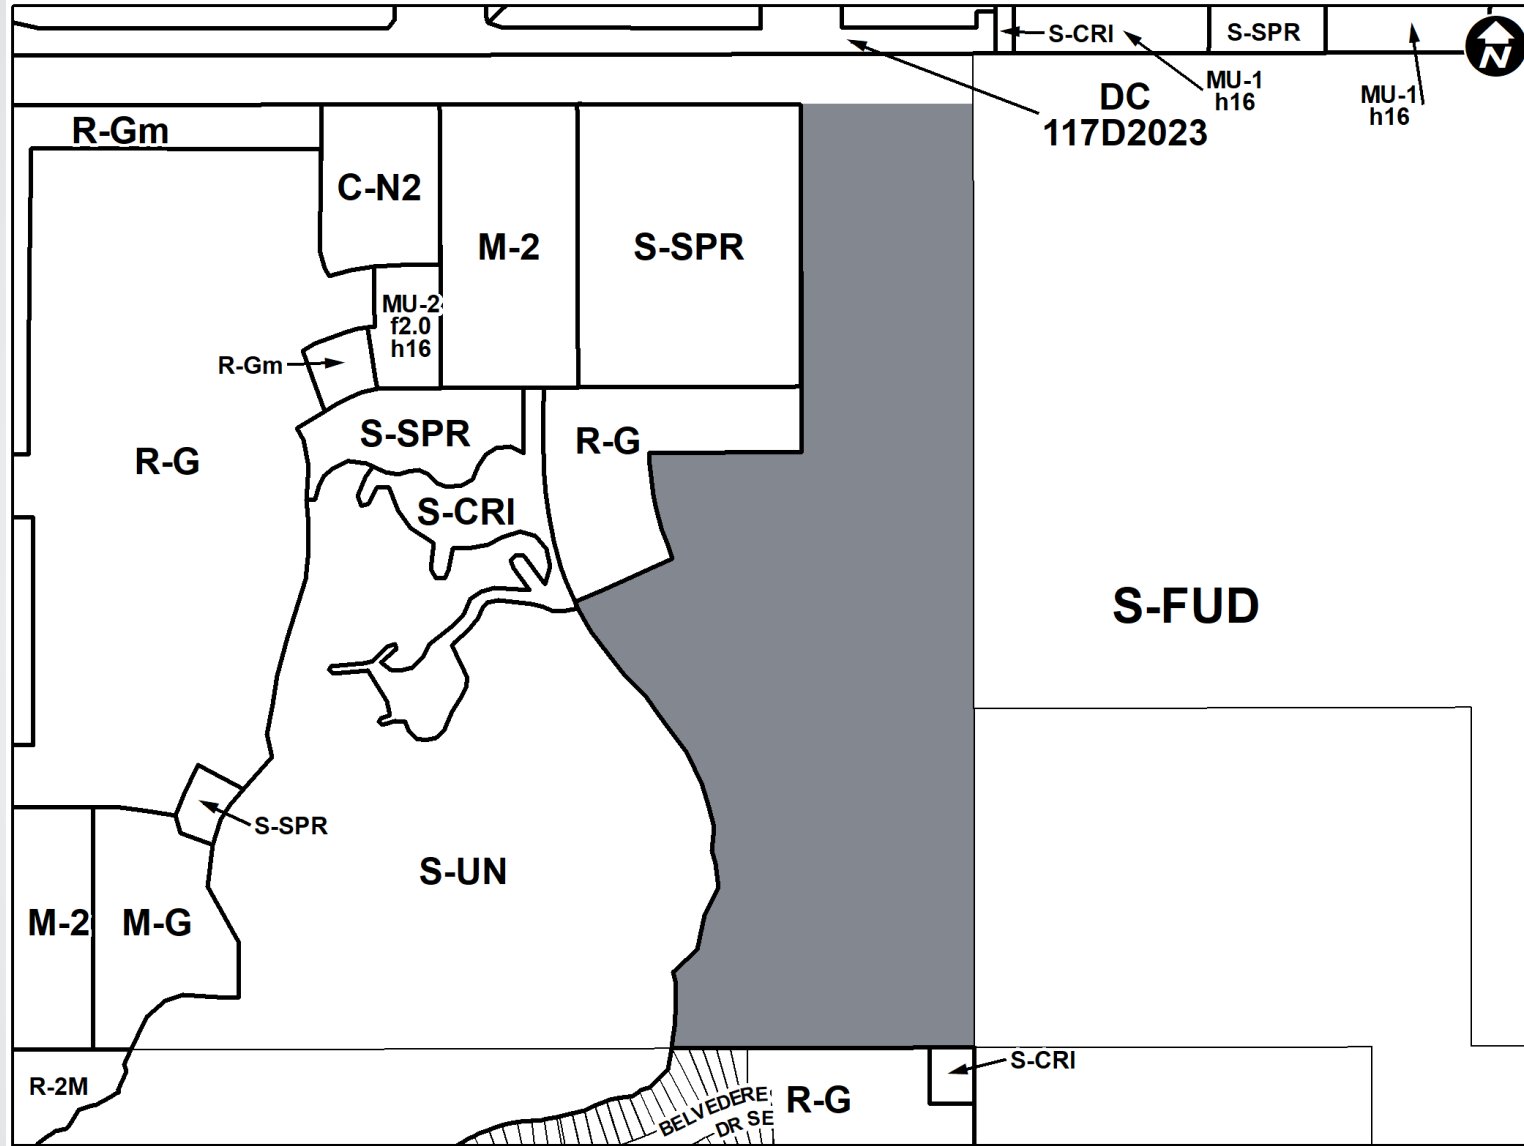 S-CRI
S-SPR
N
MU-1
h16
MU-1
h16
DC
117D2023
R-Gm
C-N2
M-2
S-SPR
MU-2
f2.0
h16
R-Gm
S-SPR
R-G
R-G
S-CRI
S-FUD
S-SPR
S-UN
M-2
M-G
S-CRI
R-2M
R-G
BELVEDERE
DR SE